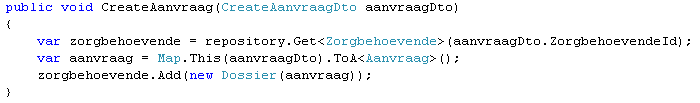 public void CreateAanvraag(CreateAanvraagDto aanvraagDto)
{
    var zorgbehoevende = repository.Get<Zorgbehoevende>(aanvraagDto.ZorgbehoevendeId);
    var aanvraag = Map.This(aanvraagDto).ToA<Aanvraag>();
    zorgbehoevende.Add(new Dossier(aanvraag));
}